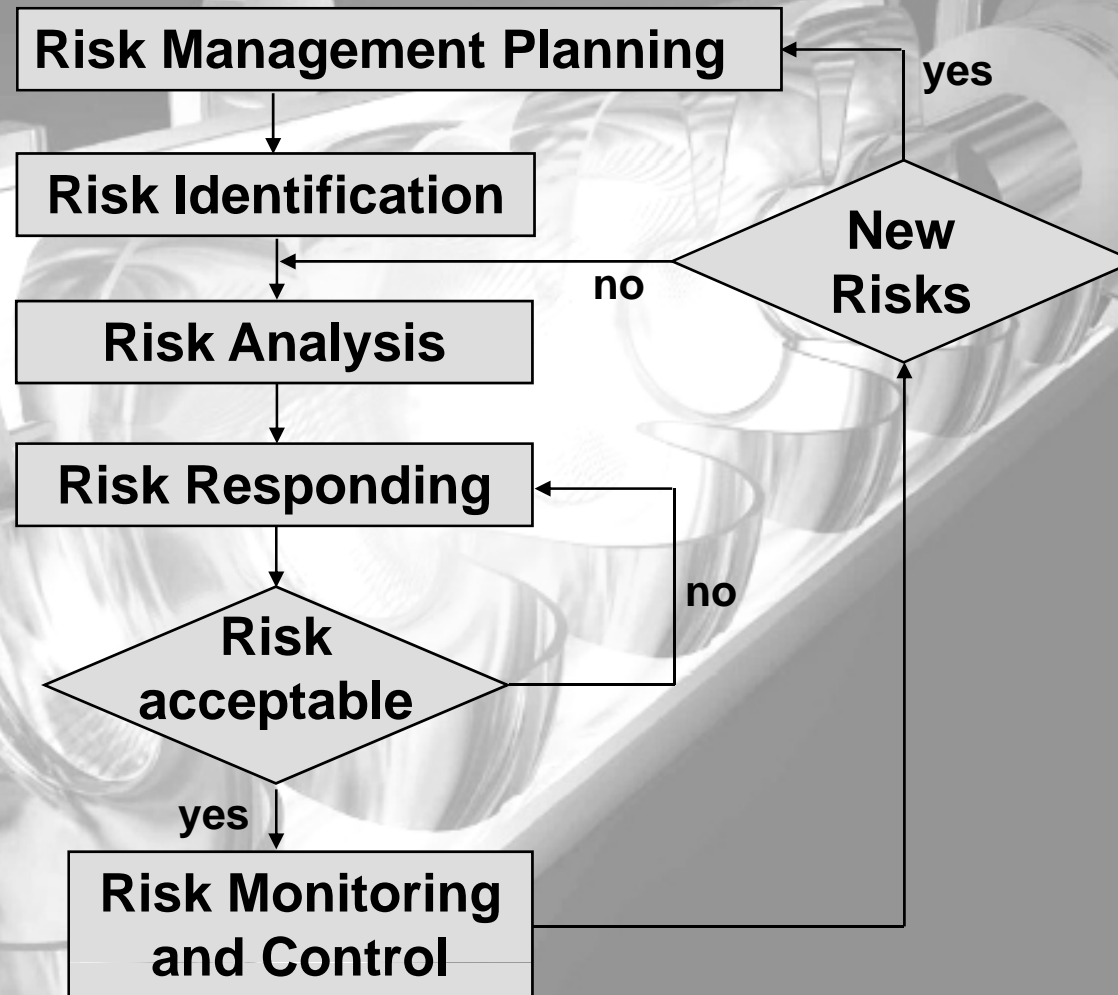 Risk Management Planning
yes
Risk Identification
New
Risks
no
Risk Analysis
Risk Responding
no
Risk
acceptable
yes
Risk Monitoring
and Control